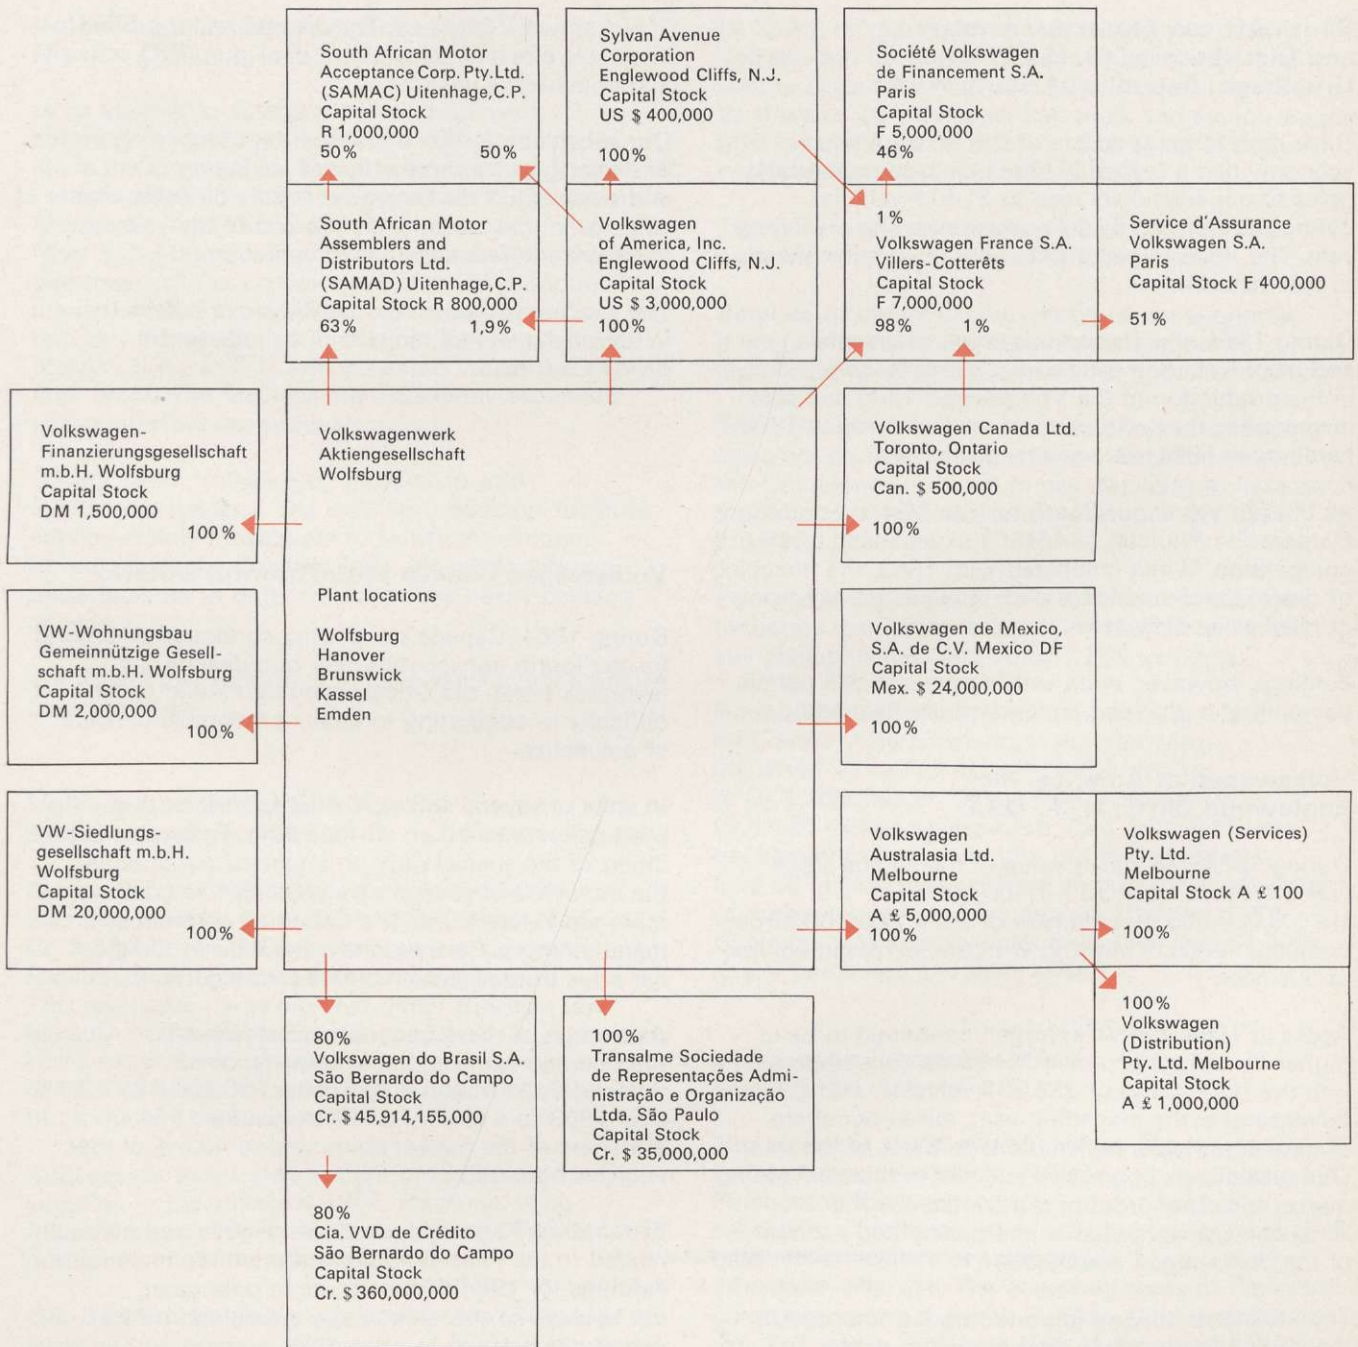 South African Motor
Acceptance Corp. Pty.Ltd.
(SAMAC) Uitenhage,C.P.
Capital Stock
R 1,000,000
50% 50%
Sylvan Avenue
Corporation
Englewood Cliffs, N.J.
Capital Stock
US $ 400,000
100%
Société Volkswagen
de Financement S.A.
Paris
Capital Stock
F 5,000,000
46%
South African Motor
Assemblers and
Distributors Ltd.
(SAMAD) Uitenhage,C.P.
Capital Stock R 800,000
63% 1,9%
Volkswagen
of America, Inc.
Englewood Cliffs, N.J.
Capital Stock
US $ 3,000,000
100%
1%
Volkswagen France S.A.
Villers-Cotterêts
Capital Stock
F 7,000,000
98% 1%
Service d'Assurance
Volkswagen S.A.
Paris
Capital Stock F 400,000
51%
Volkswagen-
Finanzierungsgesellschaft
m.b.H. Wolfsburg
Capital Stock
DM 1,500,000
100%
Volkswagenwerk
Aktiengesellschaft
Wolfsburg
Volkswagen Canada Ltd.
Toronto, Ontario
Capital Stock
Can. $ 500,000
100%
VW-Wohnungsbau
Gemeinnützige Gesell-
schaft m.b.H. Wolfsburg
Capital Stock
DM 2,000,000
100%
Plant locations
Wolfsburg
Hanover
Brunswick
Kassel
Emden
Volkswagen de Mexico,
S.A. de C.V. Mexico DF
Capital Stock
Mex. $ 24,000,000
100%
VW-Siedlungs-
gesellschaft m.b.H.
Wolfsburg
Capital Stock
DM 20,000,000
100%
Volkswagen
Australasia Ltd.
Melbourne
Capital Stock
A £ 5,000,000
100%
Volkswagen (Services)
Pty. Ltd.
Melbourne
Capital Stock A £ 100
100%
100%
Volkswagen
(Distribution)
Pty. Ltd. Melbourne
Capital Stock
A £ 1,000,000
80%
Volkswagen do Brasil S.A.
São Bernardo do Campo
Capital Stock
Cr. $ 45,914,155,000
100%
Transalme Sociedade
de Representações Admi-
nistração e Organização
Ltda. São Paulo
Capital Stock
Cr. $ 35,000,000
80%
Cia. VVD de Crédito
São Bernardo do Campo
Capital Stock
Cr. $ 360,000,000